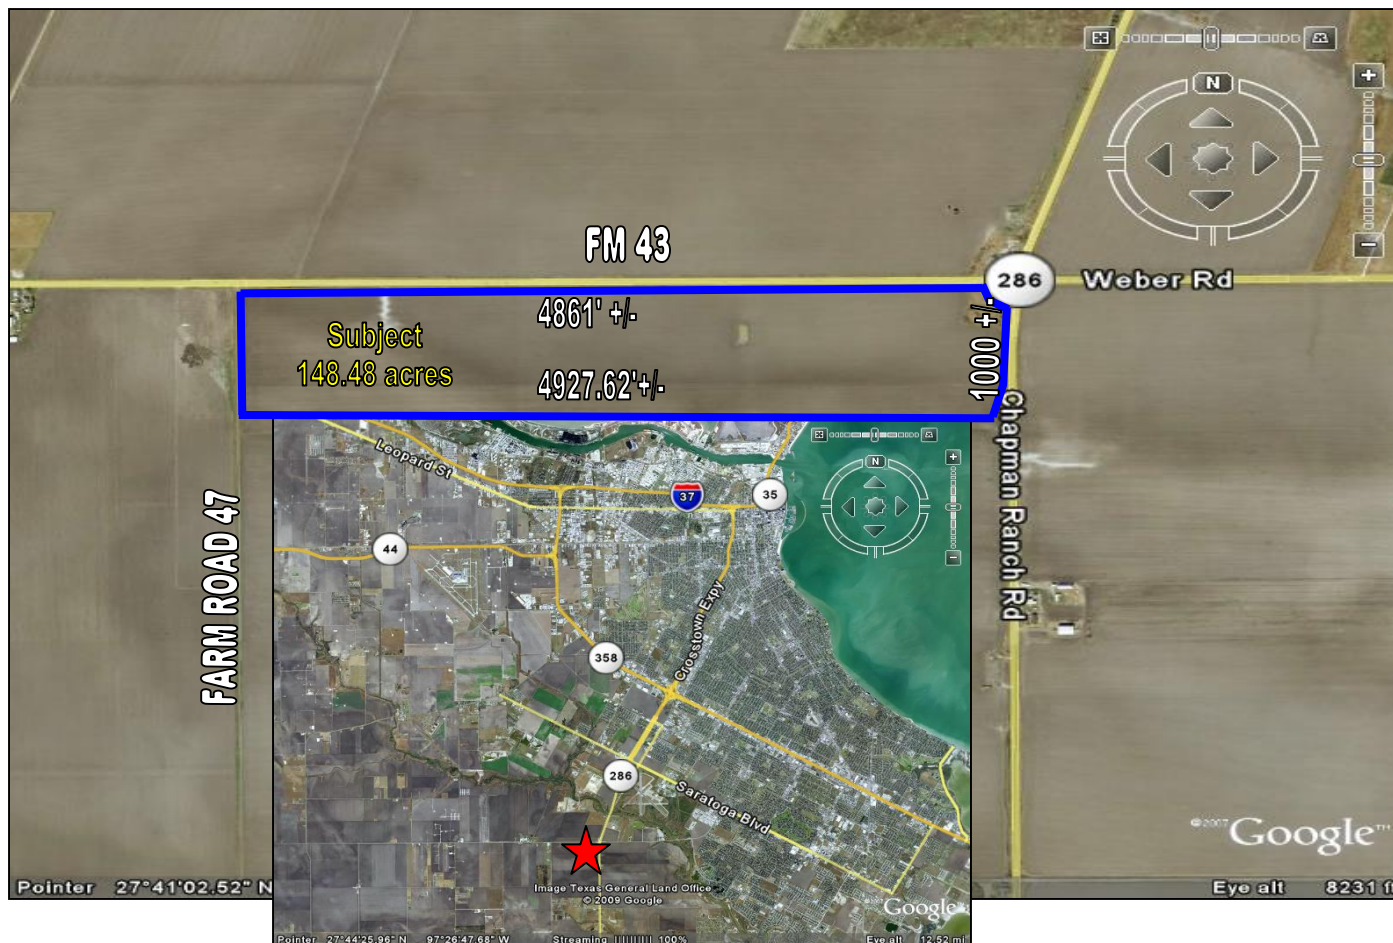 N
+
−
FM 43
286
Weber Rd
4861' +/-
Subject
148.48 acres
4927.62'+/-
1000 +/-
Chapman Ranch Rd
FARM ROAD 47
Leopard St
37
35
N
+
−
44
Crosstown Expy
358
286
Saratoga Blvd
©2007 Google™
Image Texas General Land Office
© 2009 Google
Google
Pointer 27°41'02.52" N
Eye alt 8231 ft
Pointer 27°44'25.96" N 97°26'47.68" W Streaming |||||||||| 100% Eye alt 12.52 mi